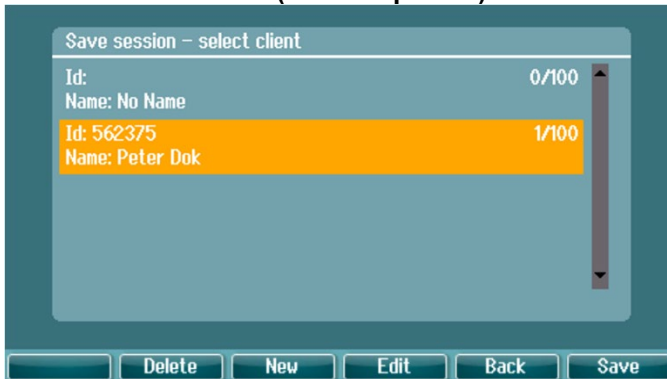 Save session – select client
Id: 0/100
Name: No Name
Id: 562375 1/100
Name: Peter Dok
Delete New Edit Back Save